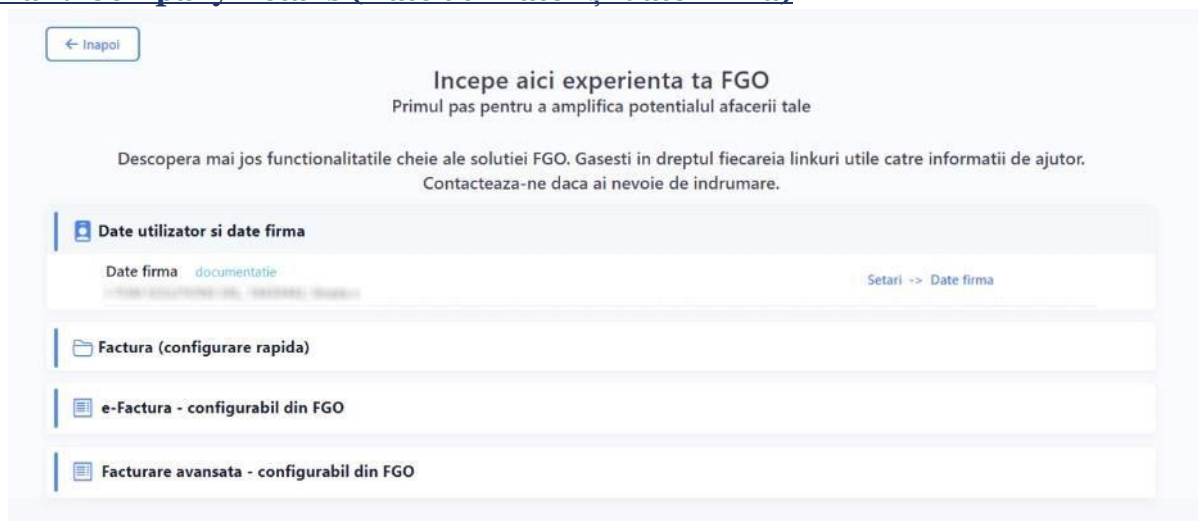 ← Inapoi
Incepe aici experienta ta FGO
Primul pas pentru a amplifica potentialul afacerii tale
Descopera mai jos functionalitatile cheie ale solutiei FGO. Gasesti in dreptul fiecareia linkuri utile catre informatii de ajutor.
Contacteaza-ne daca ai nevoie de indrumare.
Date utilizator si date firma
Date firma documentatie
Setari -> Date firma
Factura (configurare rapida)
e-Factura - configurabil din FGO
Facturare avansata - configurabil din FGO